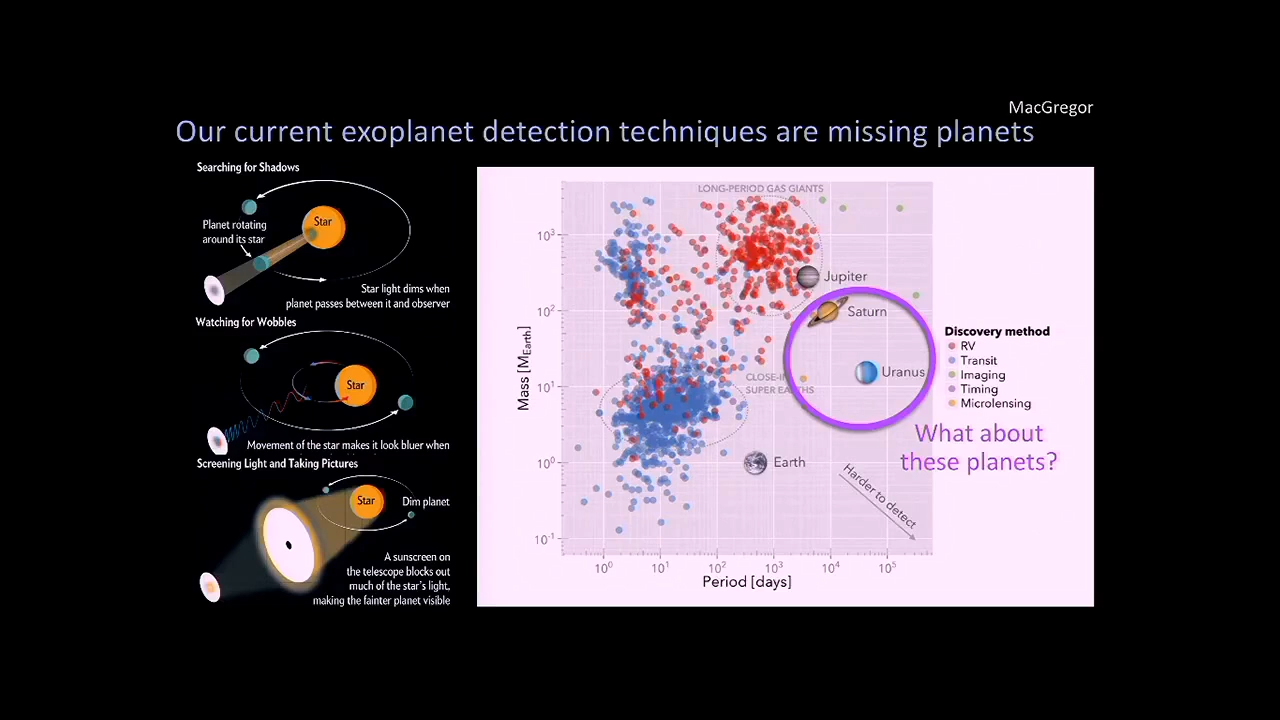 MacGregor
Our current exoplanet detection techniques are missing planets
Searching for Shadows
Star
Planet rotating
around its star
Star light dims when
planet passes between it and observer
Watching for Wobbles
Star
Movement of the star makes it look bluer when
Screening Light and Taking Pictures
Star
Dim planet
A sunscreen on
the telescope blocks out
much of the star's light,
making the fainter planet visible
LONG-PERIOD GAS GIANTS
Jupiter
Saturn
Uranus
CLOSE-IN
SUPER EARTHS
Earth
Harder to detect
Mass [MEarth]
10³
10²
10¹
10⁰
10⁻¹
10⁰ 10¹ 10² 10³ 10⁴ 10⁵
Period [days]
Discovery method
RV
Transit
Imaging
Timing
Microlensing
What about
these planets?